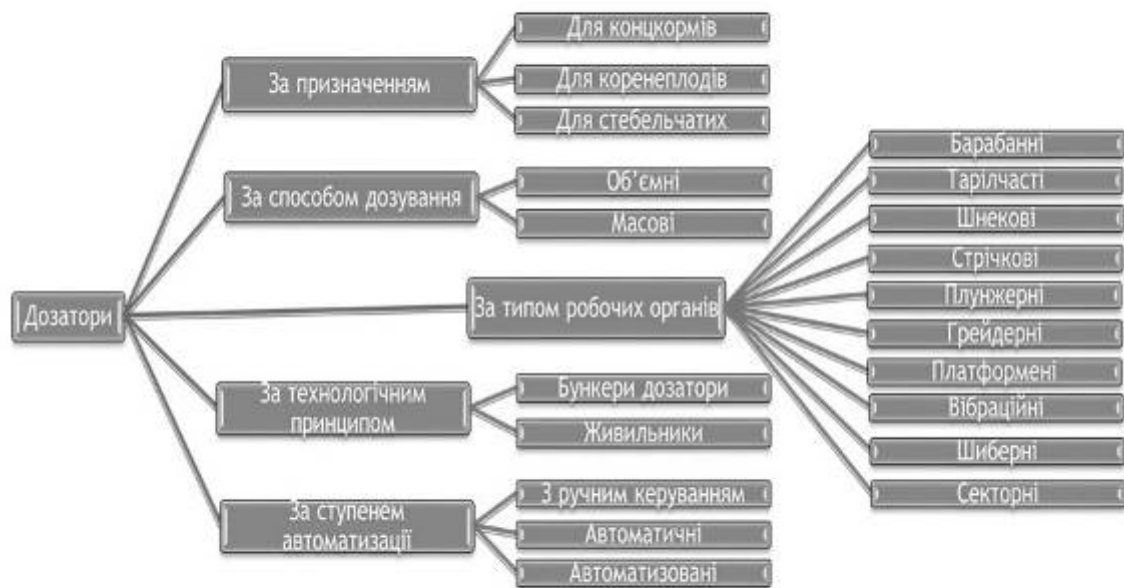 Дозатори
За призначенням
Для концкормів
Для коренеплодів
Для стебельчатих
За способом дозування
Об'ємні
Масові
За типом робочих органів
Барабанні
Тарілчасті
Шнекові
Стрічкові
Плунжерні
Грейдерні
Платформені
Вібраційні
Шиберні
Секторні
За технологічним
принципом
Бункери дозатори
Живильники
За ступенем
автоматизації
З ручним керуванням
Автоматичні
Автоматизовані